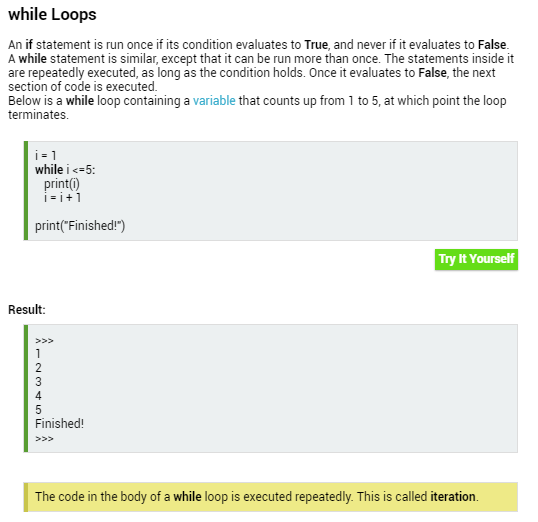 while Loops
An if statement is run once if its condition evaluates to True, and never if it evaluates to False.
A while statement is similar, except that it can be run more than once. The statements inside it
are repeatedly executed, as long as the condition holds. Once it evaluates to False, the next
section of code is executed.
Below is a while loop containing a variable that counts up from 1 to 5, at which point the loop
terminates.
i = 1
while i <=5:
   print(i)
   i = i + 1
print("Finished!")
Try It Yourself
Result:
>>>
1
2
3
4
5
Finished!
>>>
The code in the body of a while loop is executed repeatedly. This is called iteration.